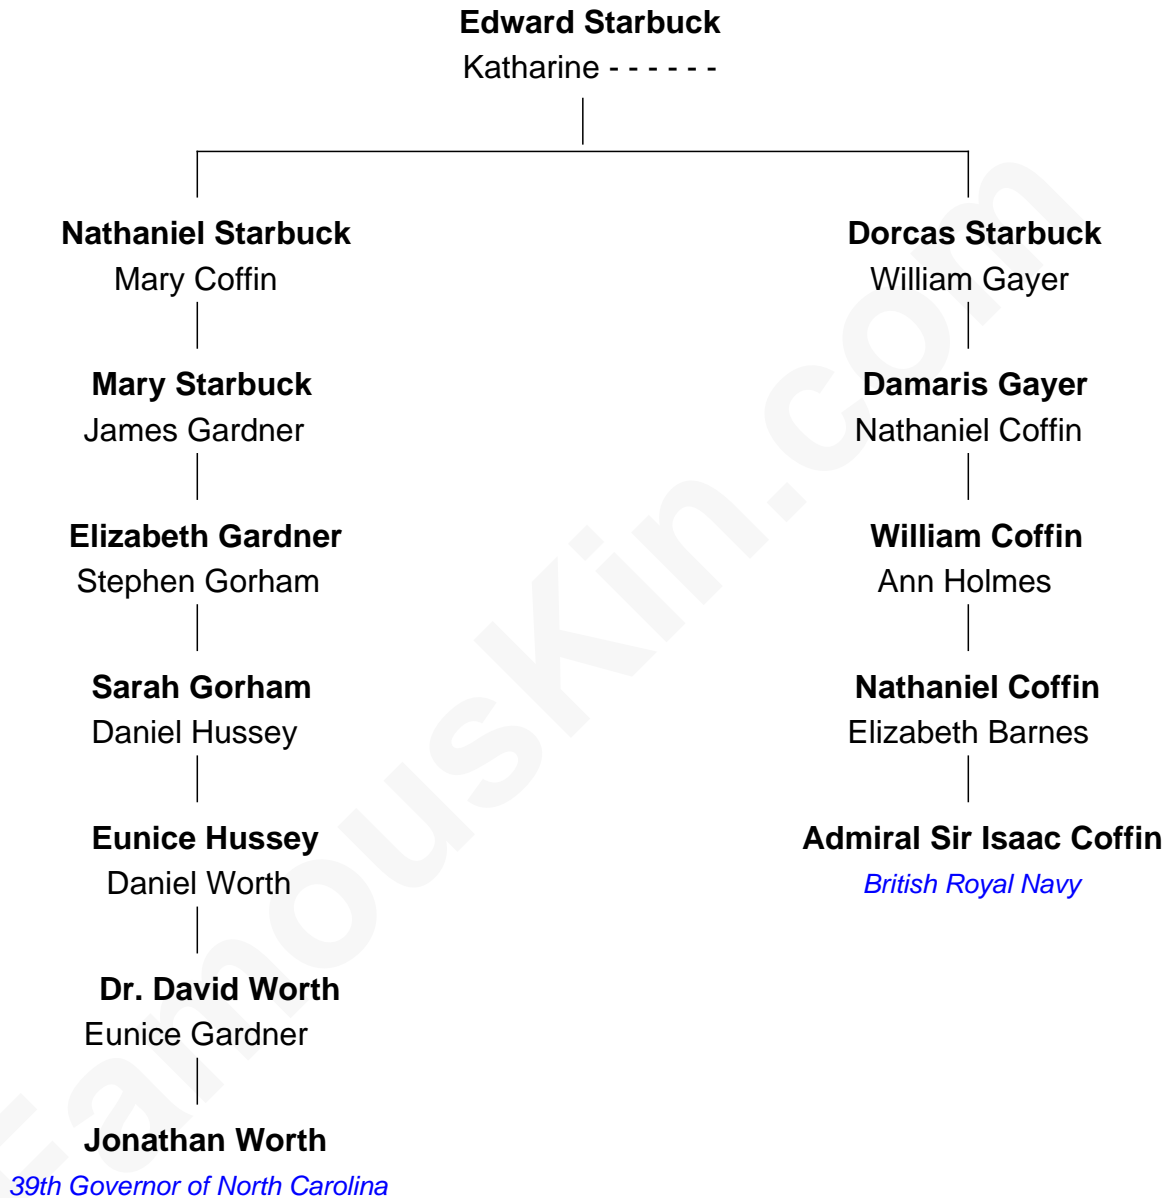 Edward Starbuck
Katharine - - - - - -
Nathaniel Starbuck
Mary Coffin
Dorcas Starbuck
William Gayer
Mary Starbuck
James Gardner
Damaris Gayer
Nathaniel Coffin
Elizabeth Gardner
Stephen Gorham
William Coffin
Ann Holmes
Sarah Gorham
Daniel Hussey
Nathaniel Coffin
Elizabeth Barnes
Eunice Hussey
Daniel Worth
Admiral Sir Isaac Coffin
British Royal Navy
Dr. David Worth
Eunice Gardner
Jonathan Worth
39th Governor of North Carolina
FamousKin.com